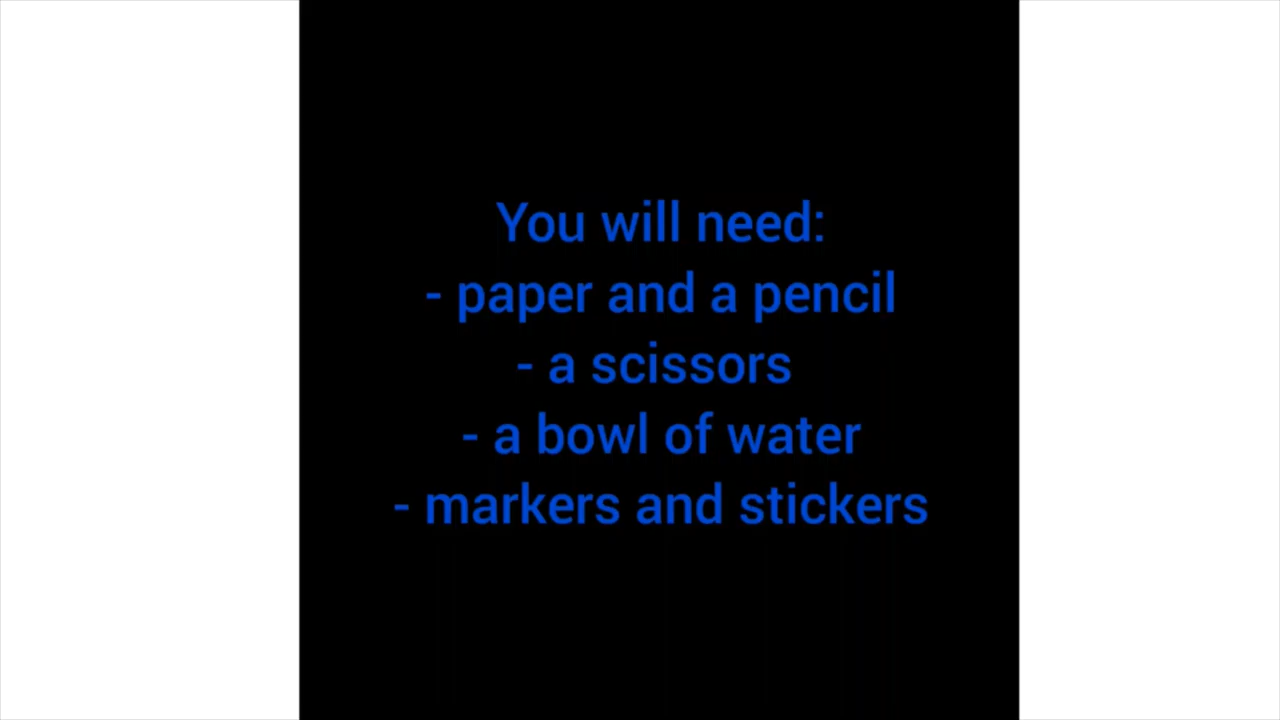 You will need:
- paper and a pencil
- a scissors
- a bowl of water
- markers and stickers